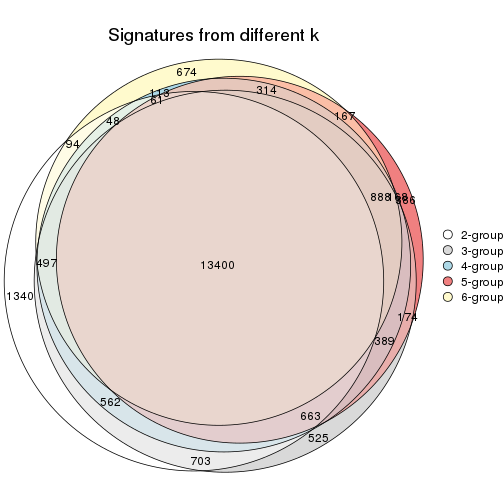 Signatures from different k
674
113
61
314
48
167
94
888
13400
497
1340
174
389
562
663
525
703
2-group
3-group
4-group
5-group
6-group